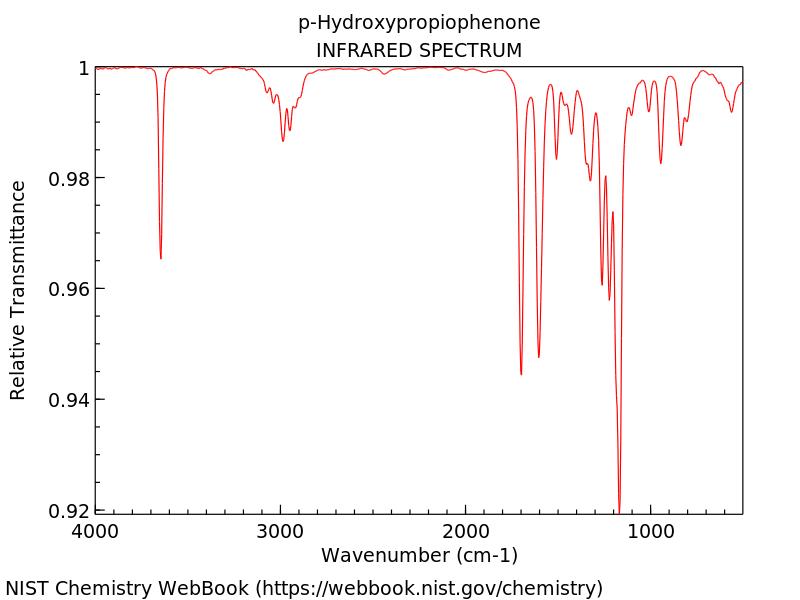 p-Hydroxypropiophenone
INFRARED SPECTRUM
1
0.98
0.96
0.94
0.92
Relative Transmittance
4000 3000 2000 1000
Wavenumber (cm-1)
NIST Chemistry WebBook (https://webbook.nist.gov/chemistry)